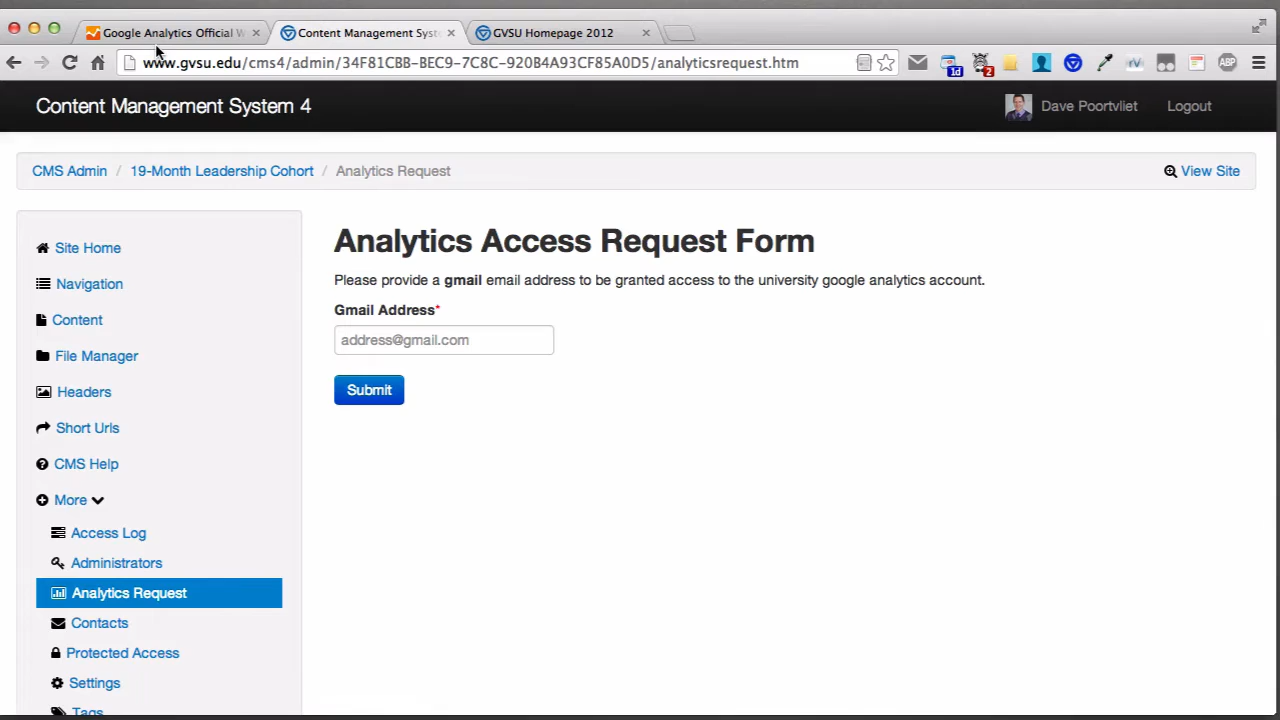 Google Analytics Official W
Content Management Syste
GVSU Homepage 2012
www.gvsu.edu/cms4/admin/34F81CBB-BEC9-7C8C-920B4A93CF85A0D5/analyticsrequest.htm
1d
2
ABP
Content Management System 4
Dave Poortvliet
Logout
CMS Admin / 19-Month Leadership Cohort / Analytics Request
View Site
Site Home
Navigation
Content
File Manager
Headers
Short Urls
CMS Help
More
Access Log
Administrators
Analytics Request
Contacts
Protected Access
Settings
Tags
Analytics Access Request Form
Please provide a gmail email address to be granted access to the university google analytics account.
Gmail Address*
address@gmail.com
Submit